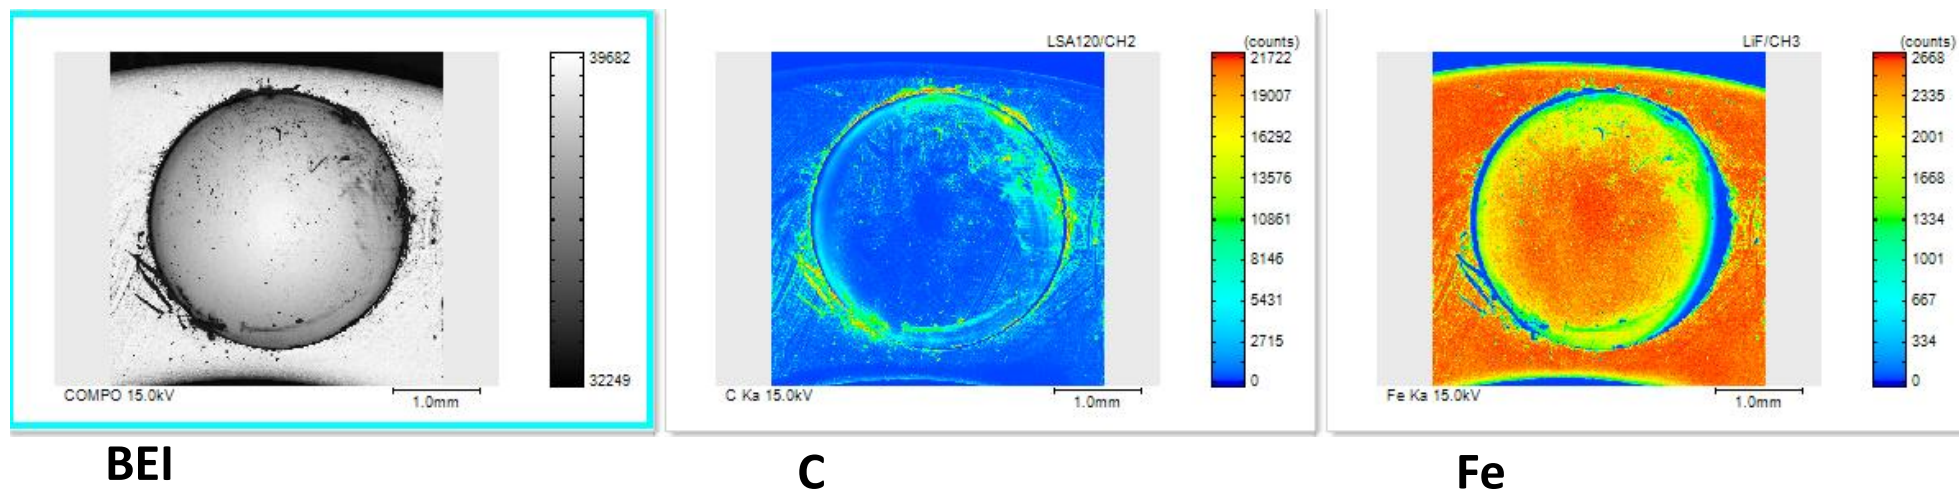 39682
32249
COMPO 15.0kV
1.0mm
BEI
LSA120/CH2
(counts)
21722
19007
16292
13576
10861
8146
5431
2715
0
C Ka 15.0kV
1.0mm
C
LiF/CH3
(counts)
2668
2335
2001
1668
1334
1001
667
334
0
Fe Ka 15.0kV
1.0mm
Fe